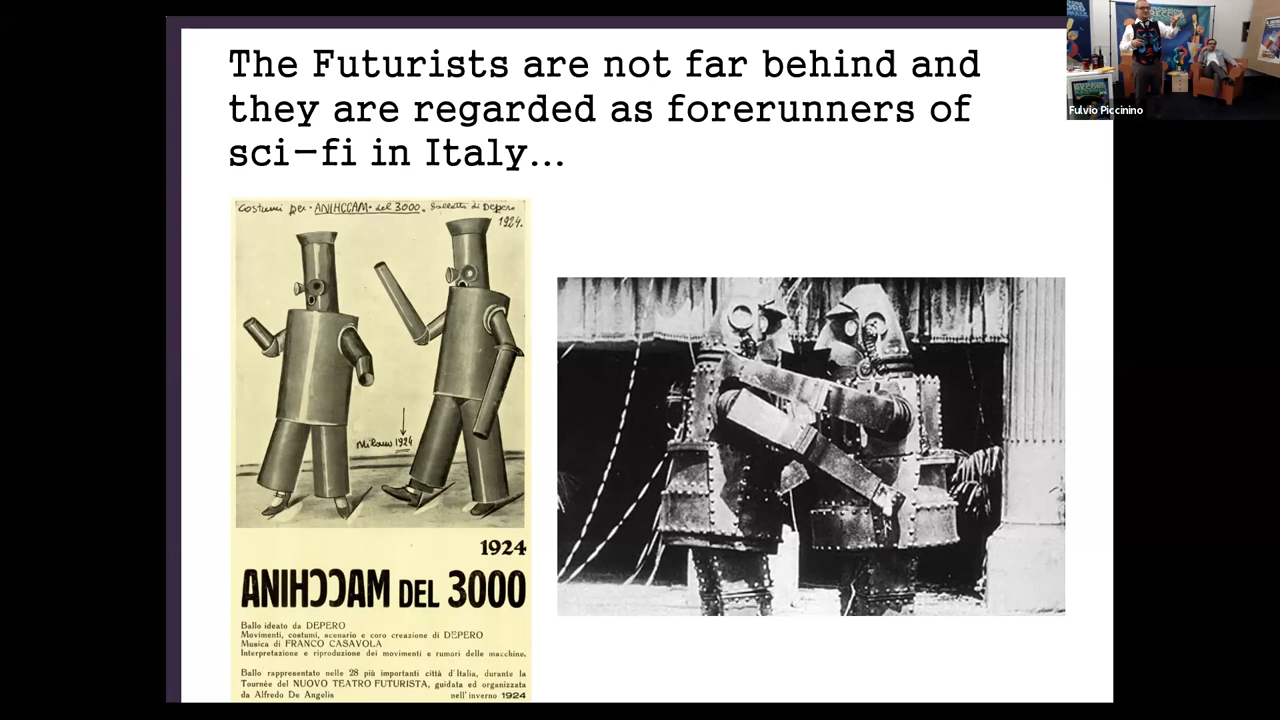 The Futurists are not far behind and
they are regarded as forerunners of
sci-fi in Italy...
Fulvio Piccinino
Costumi per "ANIHCCAM" del 3000. Balletto di Depero
1924.
Milano 1924
1924
ANIHCCAM DEL 3000
Ballo ideato da DEPERO
Movimenti, costumi, scenario e coro creazione di DEPERO
Musica di FRANCO CASAVOLA
Interpretazione e riproduzione dei movimenti e rumori delle macchine.
Ballo rappresentato nelle 28 più importanti città d'Italia, durante la
Tournée del NUOVO TEATRO FUTURISTA, guidata ed organizzata
da Alfredo De Angelis nell'inverno 1924